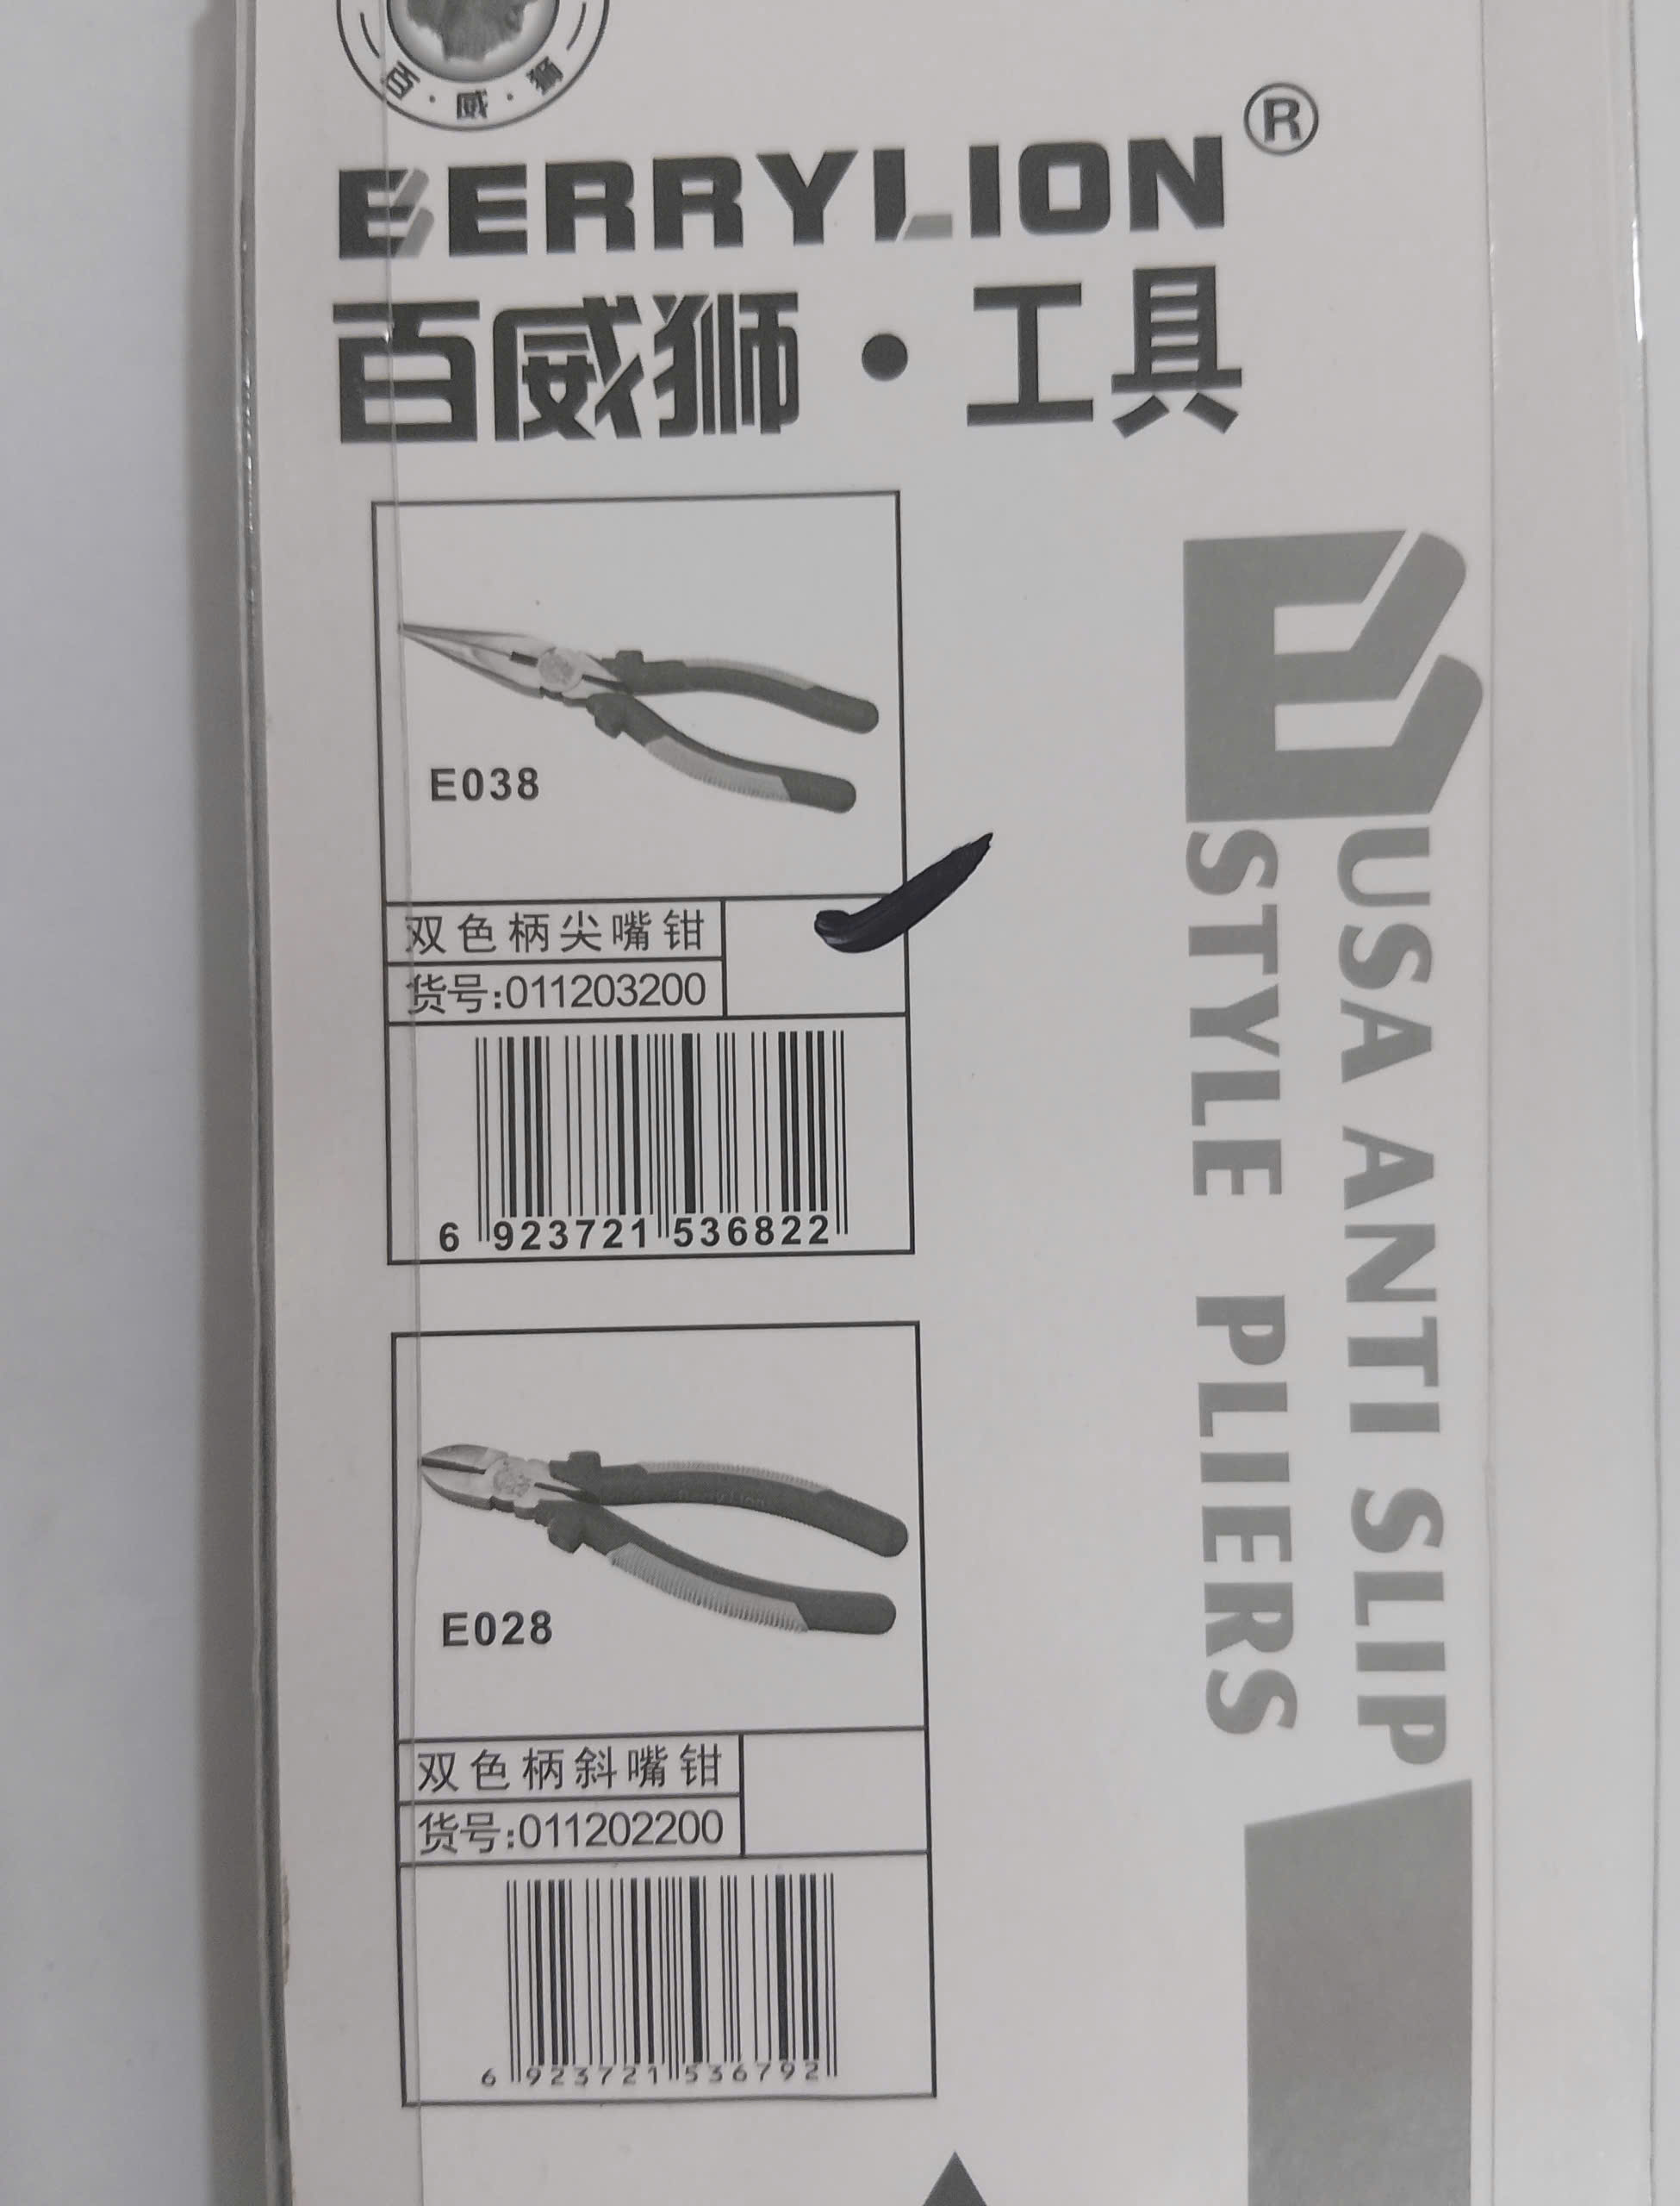 百·威·狮
BERRYLION®
百威狮·工具
E038
双色柄尖嘴钳
货号:011203200
6 923721 536822
E028
双色柄斜嘴钳
货号:011202200
6 923721 536792
USA ANTI SLIP
STYLE PLIERS